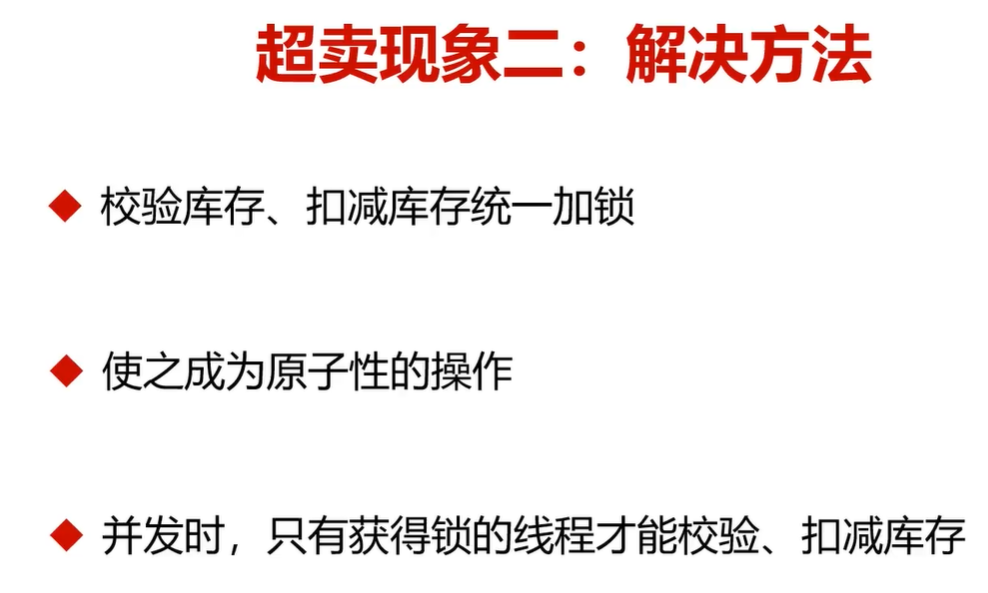 超卖现象二：解决方法
校验库存、扣减库存统一加锁
使之成为原子性的操作
并发时，只有获得锁的线程才能校验、扣减库存